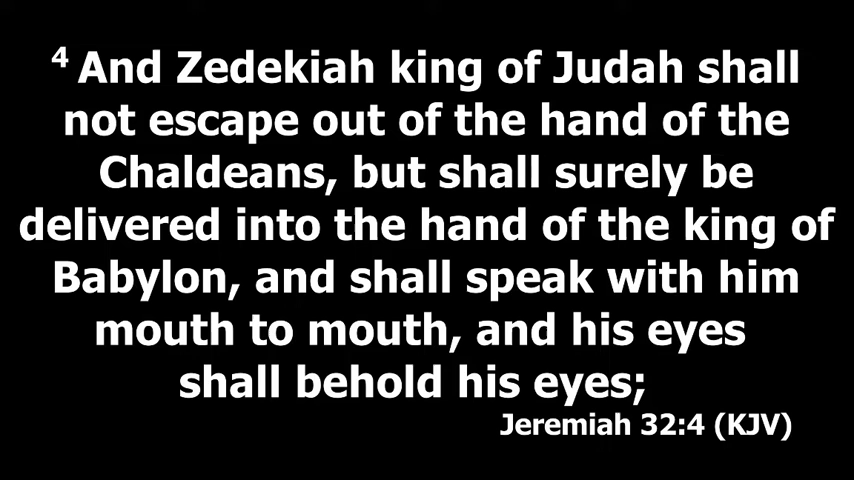 4 And Zedekiah king of Judah shall
not escape out of the hand of the
Chaldeans, but shall surely be
delivered into the hand of the king of
Babylon, and shall speak with him
mouth to mouth, and his eyes
shall behold his eyes;
Jeremiah 32:4 (KJV)